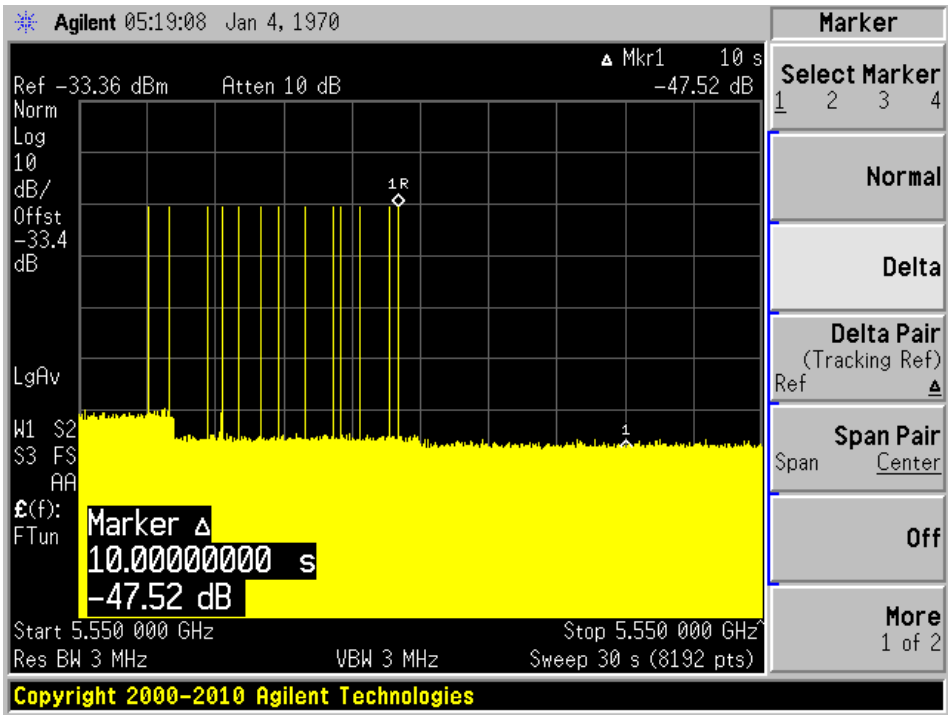 Agilent 05:19:08 Jan 4, 1970
Marker
Δ Mkr1 10 s
Ref -33.36 dBm Atten 10 dB -47.52 dB
Norm
Log
10
dB/
Offst
-33.4
dB
LgAv
W1 S2
S3 FS
AA
£(f):
FTun
1R
1
Marker Δ
10.00000000 s
-47.52 dB
Start 5.550 000 GHz Stop 5.550 000 GHz^
Res BW 3 MHz VBW 3 MHz Sweep 30 s (8192 pts)
Copyright 2000-2010 Agilent Technologies
Select Marker
1 2 3 4
Normal
Delta
Delta Pair
(Tracking Ref)
Ref Δ
Span Pair
Span Center
Off
More
1 of 2